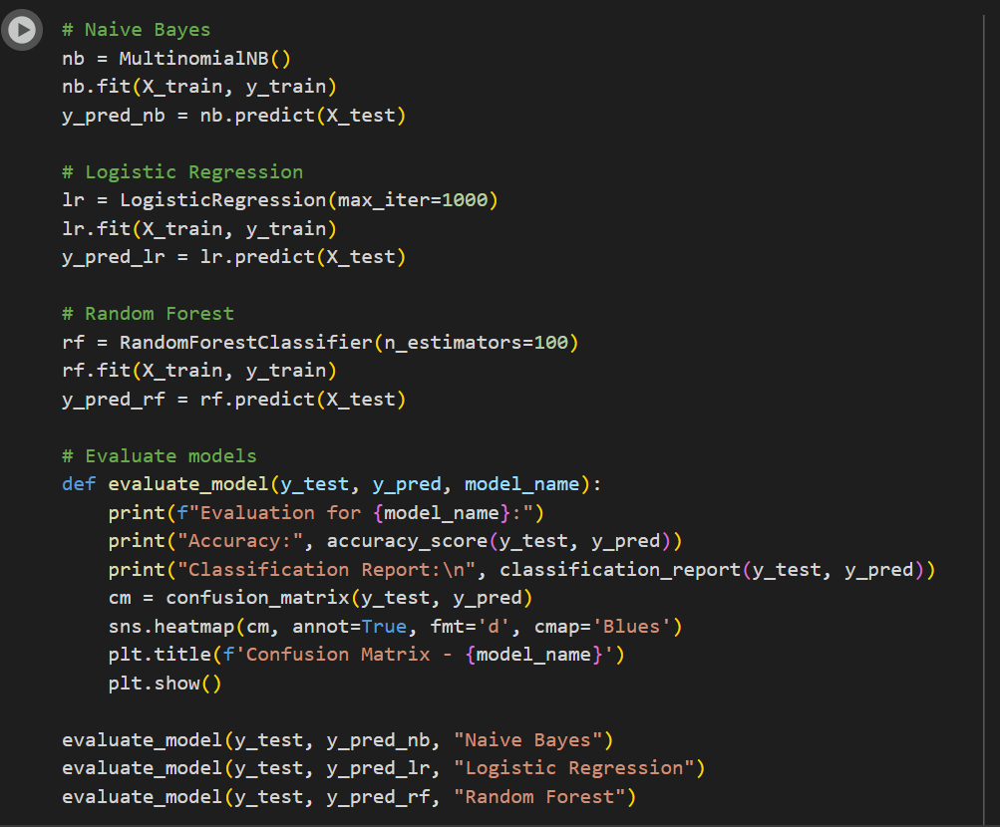 # Naive Bayes
nb = MultinomialNB()
nb.fit(X_train, y_train)
y_pred_nb = nb.predict(X_test)

# Logistic Regression
lr = LogisticRegression(max_iter=1000)
lr.fit(X_train, y_train)
y_pred_lr = lr.predict(X_test)

# Random Forest
rf = RandomForestClassifier(n_estimators=100)
rf.fit(X_train, y_train)
y_pred_rf = rf.predict(X_test)

# Evaluate models
def evaluate_model(y_test, y_pred, model_name):
    print(f"Evaluation for {model_name}:")
    print("Accuracy:", accuracy_score(y_test, y_pred))
    print("Classification Report:\n", classification_report(y_test, y_pred))
    cm = confusion_matrix(y_test, y_pred)
    sns.heatmap(cm, annot=True, fmt='d', cmap='Blues')
    plt.title(f'Confusion Matrix - {model_name}')
    plt.show()

evaluate_model(y_test, y_pred_nb, "Naive Bayes")
evaluate_model(y_test, y_pred_lr, "Logistic Regression")
evaluate_model(y_test, y_pred_rf, "Random Forest")